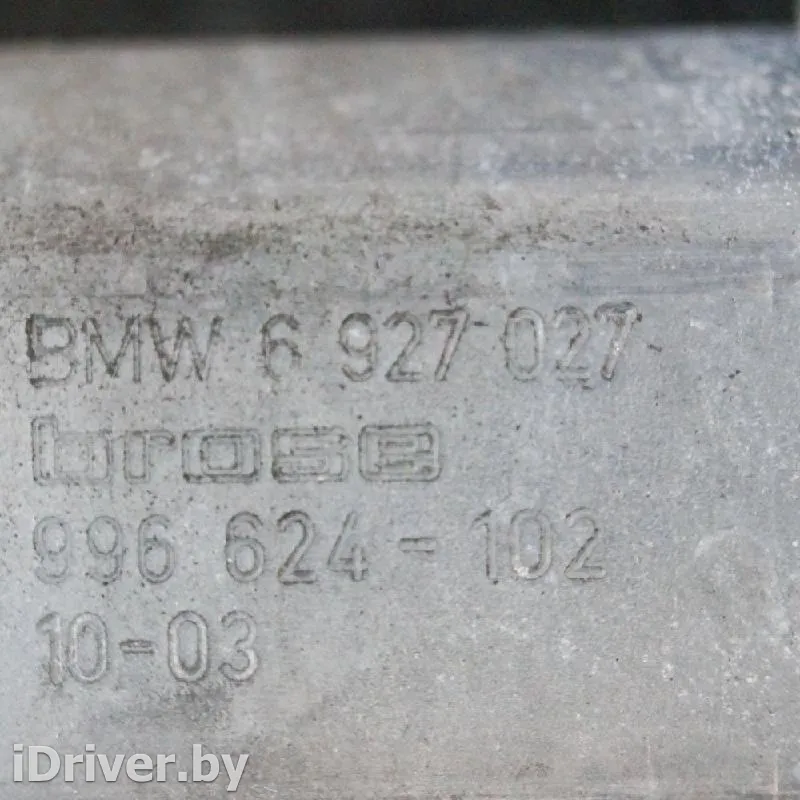 BMW 6 927 027
brose
996 624-102
10-03
iDriver.by